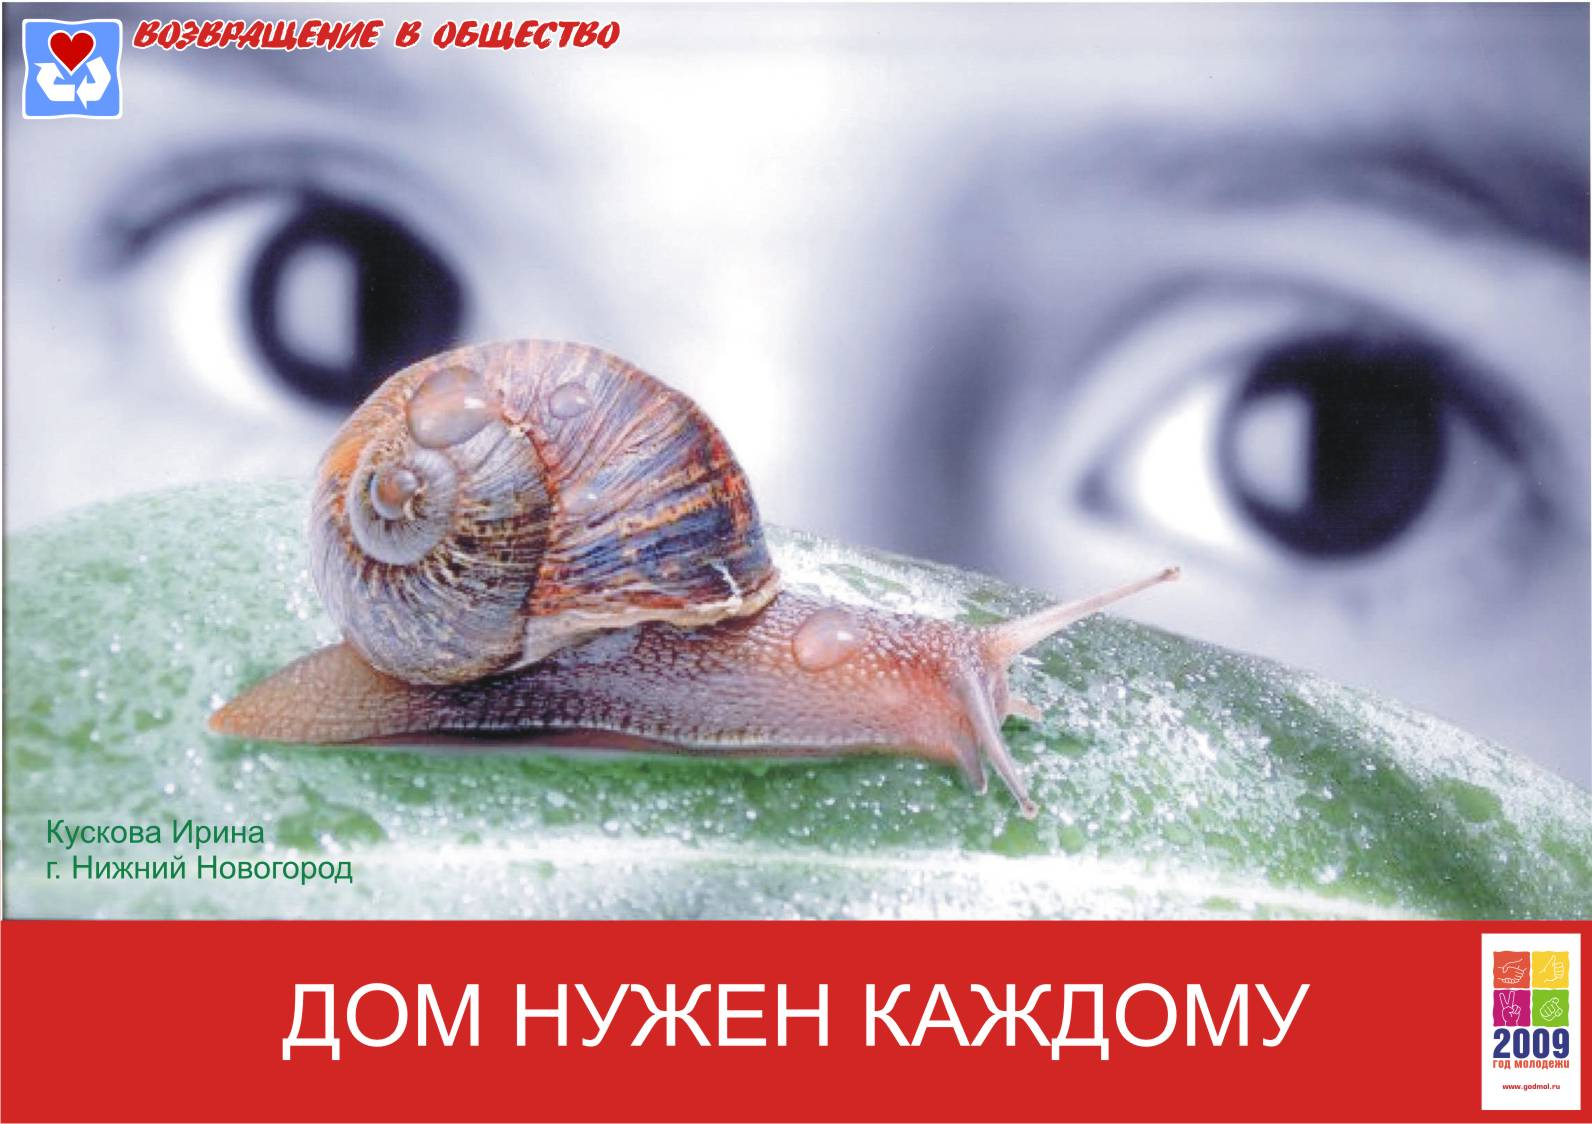 ВОЗВРАЩЕНИЕ В ОБЩЕСТВО
Кускова Ирина
г. Нижний Новогород
ДОМ НУЖЕН КАЖДОМУ
2009
ГОД МОЛОДЕЖИ
www.godmol.ru